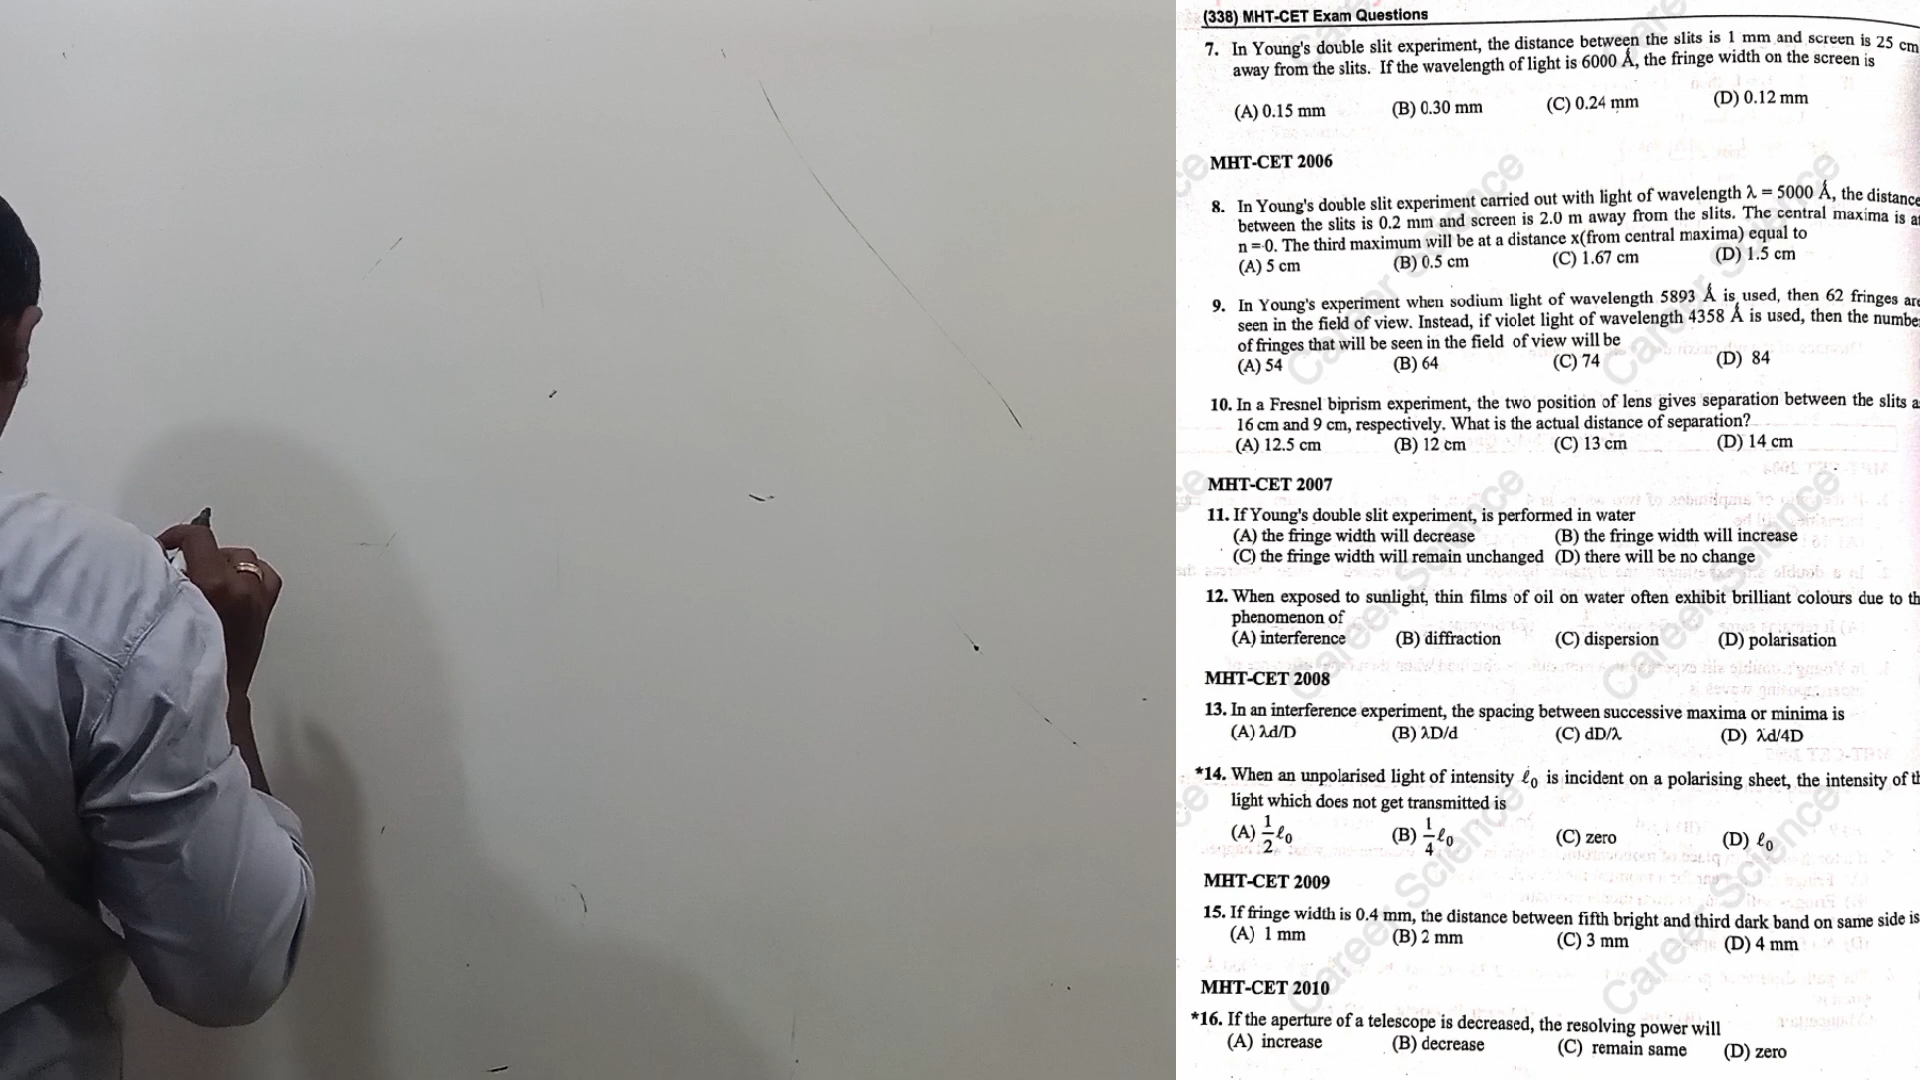 (338) MHT-CET Exam Questions
7. In Young's double slit experiment, the distance between the slits is 1 mm and screen is 25 cm
away from the slits. If the wavelength of light is 6000 Å, the fringe width on the screen is
(A) 0.15 mm (B) 0.30 mm (C) 0.24 mm (D) 0.12 mm
MHT-CET 2006
8. In Young's double slit experiment carried out with light of wavelength λ = 5000 Å, the distance
between the slits is 0.2 mm and screen is 2.0 m away from the slits. The central maxima is
n = 0. The third maximum will be at a distance x(from central maxima) equal to
(A) 5 cm (B) 0.5 cm (C) 1.67 cm (D) 1.5 cm
9. In Young's experiment when sodium light of wavelength 5893 Å is used, then 62 fringes are
seen in the field of view. Instead, if violet light of wavelength 4358 Å is used, then the number
of fringes that will be seen in the field of view will be
(A) 54 (B) 64 (C) 74 (D) 84
10. In a Fresnel biprism experiment, the two position of lens gives separation between the slits
16 cm and 9 cm, respectively. What is the actual distance of separation?
(A) 12.5 cm (B) 12 cm (C) 13 cm (D) 14 cm
MHT-CET 2007
11. If Young's double slit experiment, is performed in water
(A) the fringe width will decrease (B) the fringe width will increase
(C) the fringe width will remain unchanged (D) there will be no change
12. When exposed to sunlight, thin films of oil on water often exhibit brilliant colours due to
phenomenon of
(A) interference (B) diffraction (C) dispersion (D) polarisation
MHT-CET 2008
13. In an interference experiment, the spacing between successive maxima or minima is
(A) λd/D (B) λD/d (C) dD/λ (D) λd/4D
*14. When an unpolarised light of intensity ℓ₀ is incident on a polarising sheet, the intensity of
light which does not get transmitted is
(A) 1/2 ℓ₀ (B) 1/4 ℓ₀ (C) zero (D) ℓ₀
MHT-CET 2009
15. If fringe width is 0.4 mm, the distance between fifth bright and third dark band on same side is
(A) 1 mm (B) 2 mm (C) 3 mm (D) 4 mm
MHT-CET 2010
*16. If the aperture of a telescope is decreased, the resolving power will
(A) increase (B) decrease (C) remain same (D) zero
Career Science